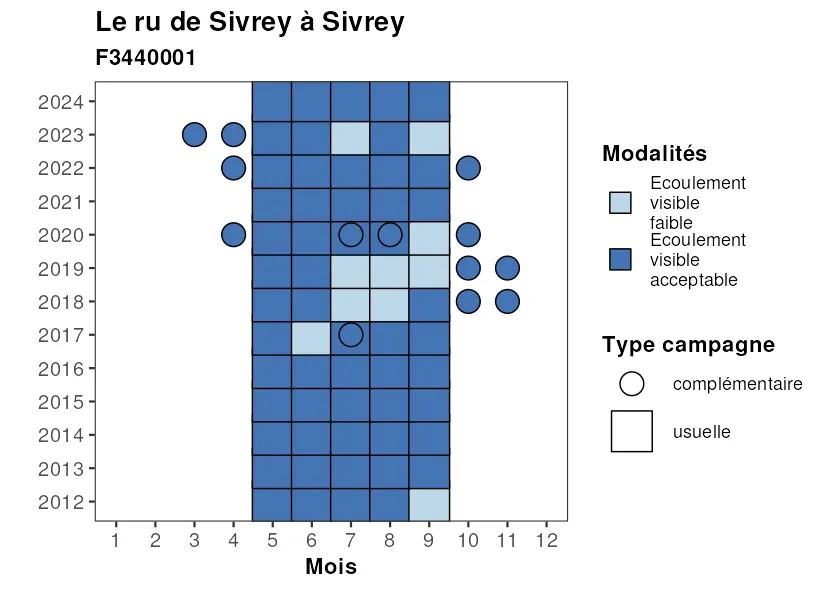 Le ru de Sivrey à Sivrey
F3440001
2024
2023
2022
2021
2020
2019
2018
2017
2016
2015
2014
2013
2012
1 2 3 4 5 6 7 8 9 10 11 12
Mois
Modalités
Ecoulement
visible
faible
Ecoulement
visible
acceptable
Type campagne
complémentaire
usuelle